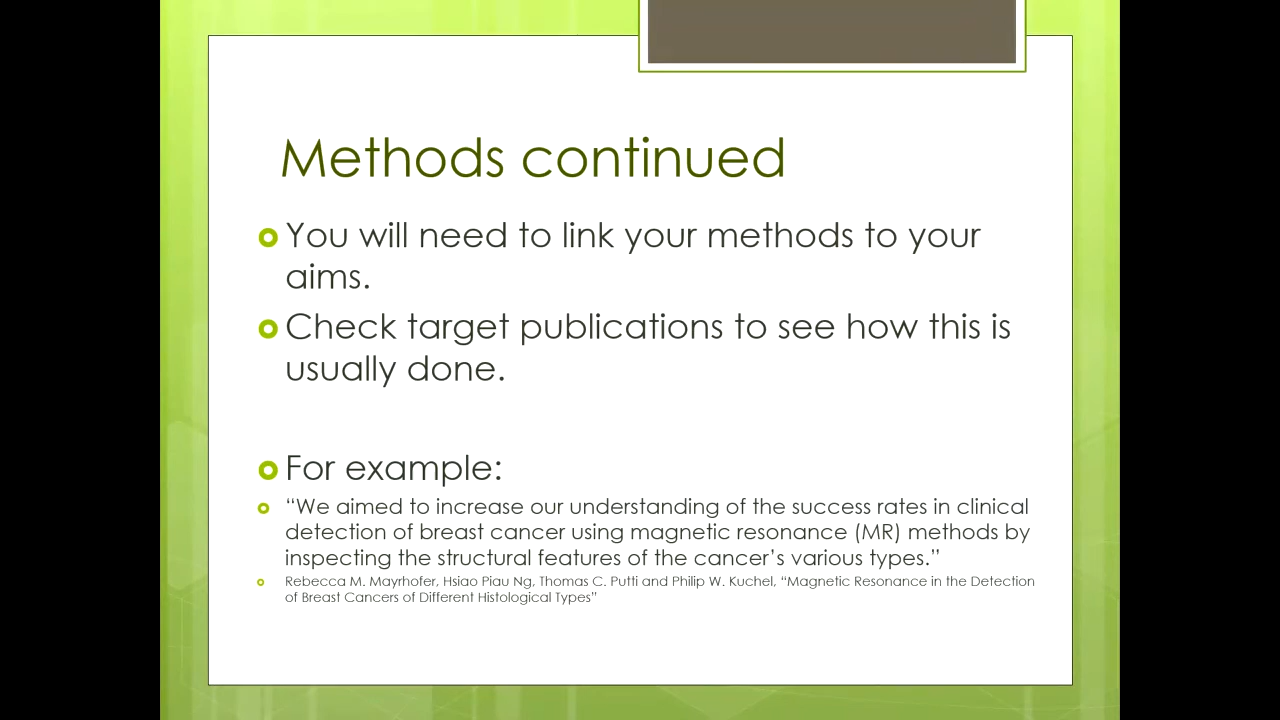 Methods continued
You will need to link your methods to your
aims.
Check target publications to see how this is
usually done.
For example:
“We aimed to increase our understanding of the success rates in clinical
detection of breast cancer using magnetic resonance (MR) methods by
inspecting the structural features of the cancer’s various types.”
Rebecca M. Mayrhofer, Hsiao Piau Ng, Thomas C. Putti and Philip W. Kuchel, “Magnetic Resonance in the Detection
of Breast Cancers of Different Histological Types”